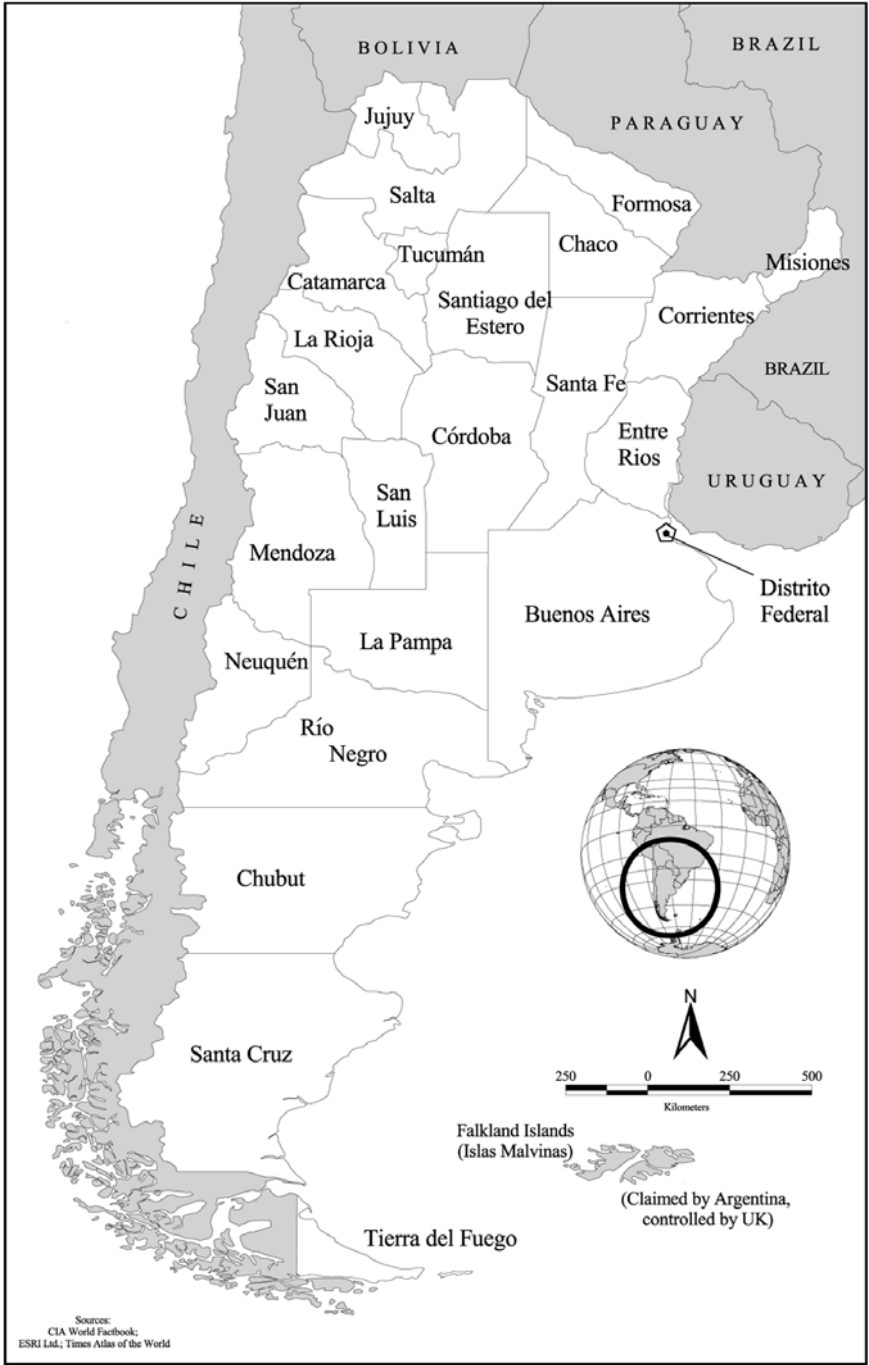 BOLIVIA
BRAZIL
PARAGUAY
Jujuy
Salta
Formosa
Chaco
Tucumán
Misiones
Catamarca
Santiago del
Estero
Corrientes
La Rioja
BRAZIL
San
Juan
Santa Fe
Córdoba
Entre
Rios
URUGUAY
San
Luis
CHILE
Mendoza
Distrito
Federal
Buenos Aires
La Pampa
Neuquén
Río
Negro
Chubut
N
Santa Cruz
250 0 250 500
Kilometers
Falkland Islands
(Islas Malvinas)
(Claimed by Argentina,
controlled by UK)
Tierra del Fuego
Sources:
CIA World Factbook;
ESRI Ltd.; Times Atlas of the World